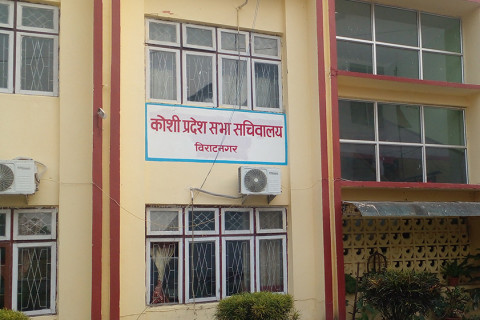 कोशी प्रदेश सभा सचिवालय
विराटनगर